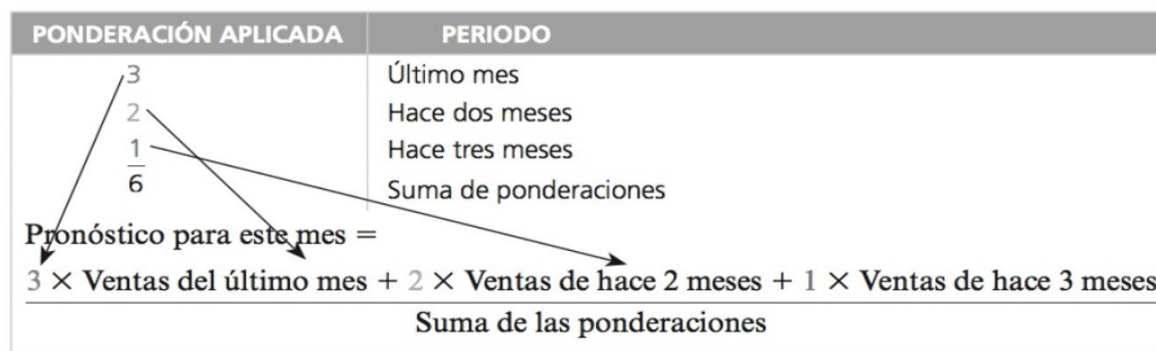 PONDERACIÓN APLICADA PERIODO
3 Último mes
2 Hace dos meses
1 Hace tres meses
6 Suma de ponderaciones
Pronóstico para este mes =
3 × Ventas del último mes + 2 × Ventas de hace 2 meses + 1 × Ventas de hace 3 meses
Suma de las ponderaciones